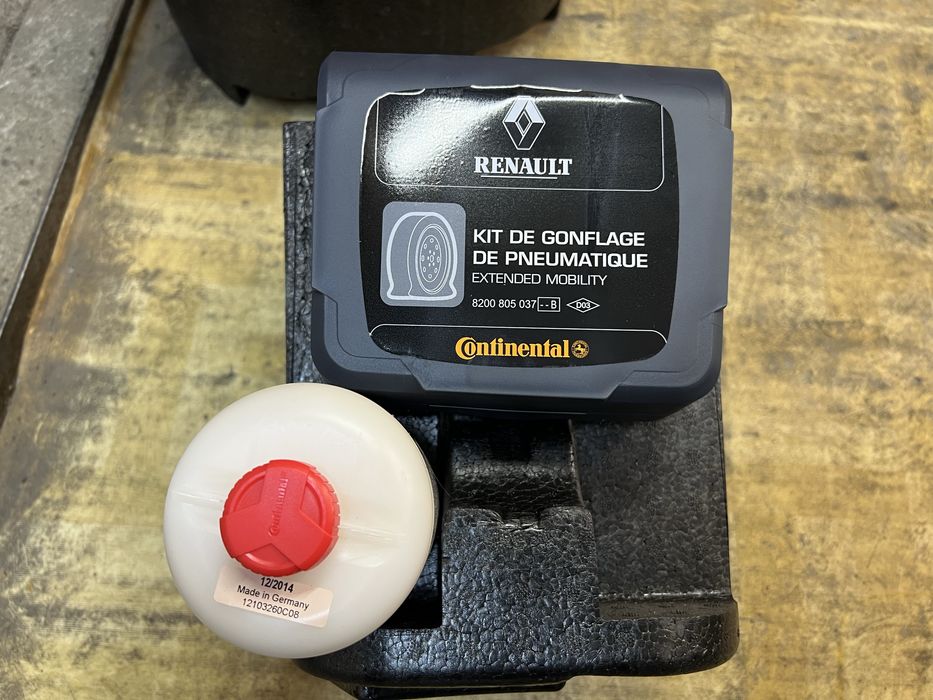 RENAULT
KIT DE GONFLAGE
DE PNEUMATIQUE
EXTENDED MOBILITY
8200 805 037 --B D03
Continental
Continental
12/2014
Made in Germany
12103260C08